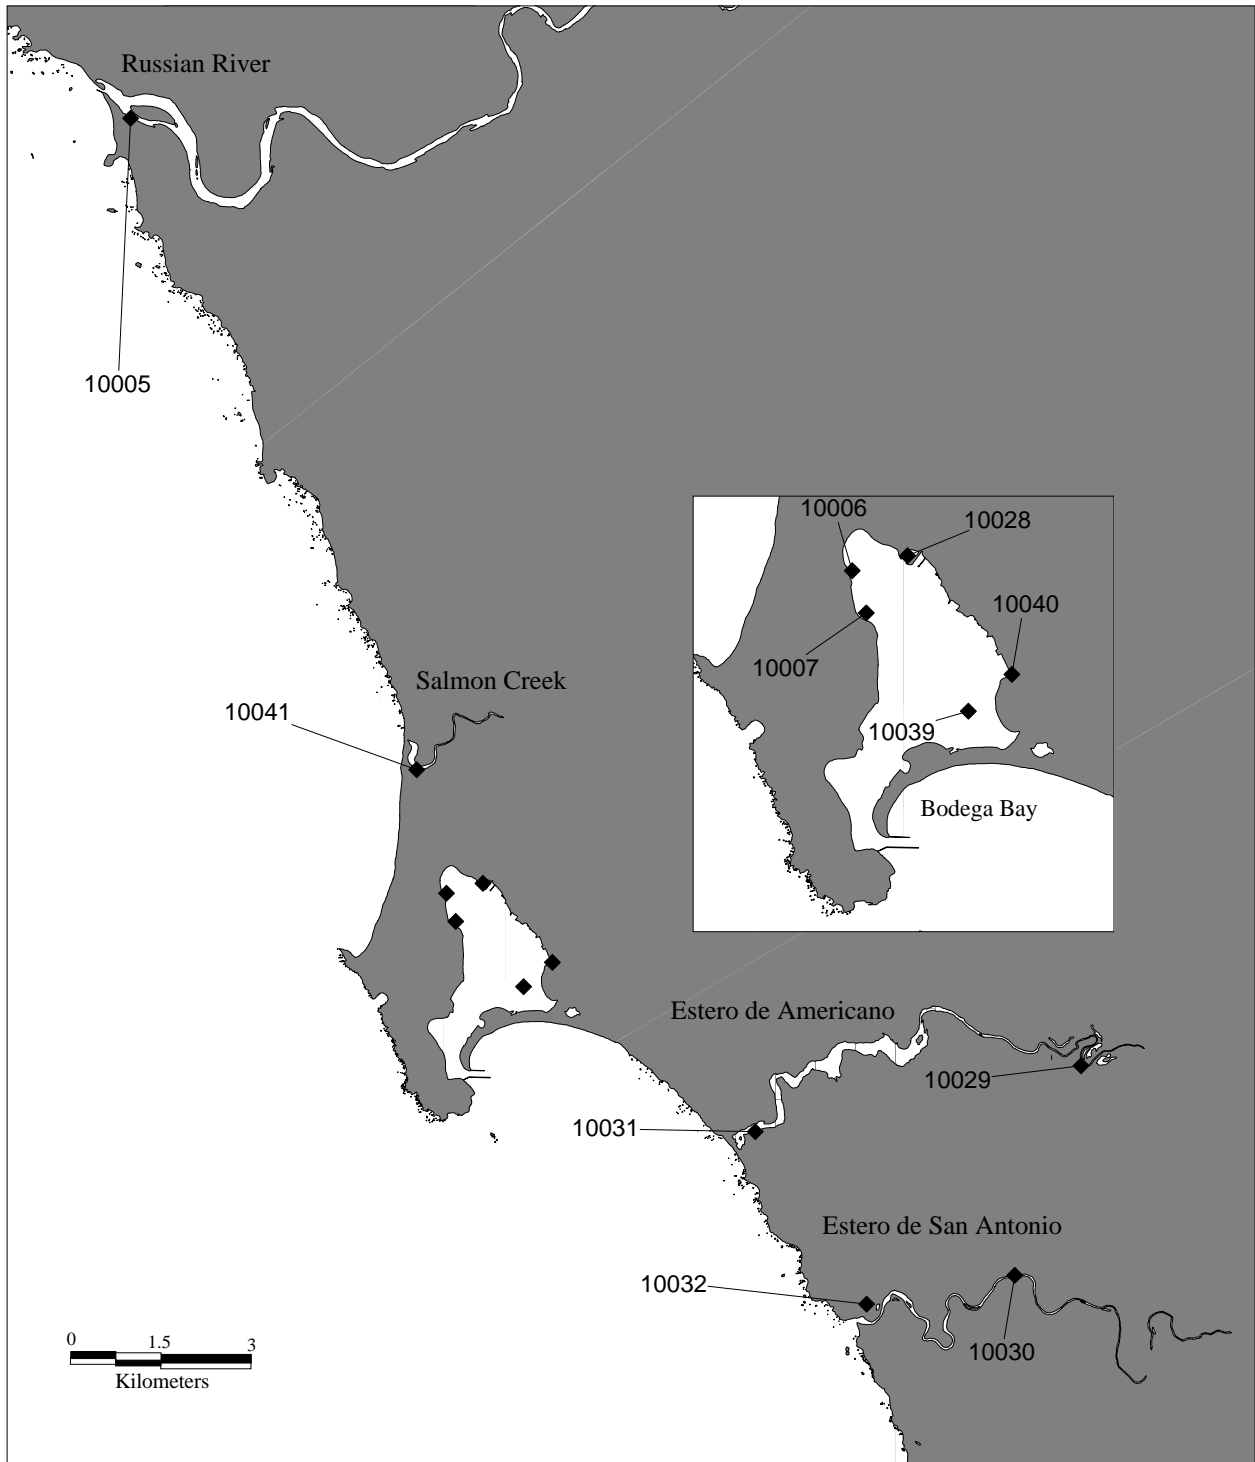 Russian River
10005
10006
10028
10040
10007
10039
Bodega Bay
Salmon Creek
10041
Estero de Americano
10029
10031
Estero de San Antonio
10032
10030
0 1.5 3
Kilometers